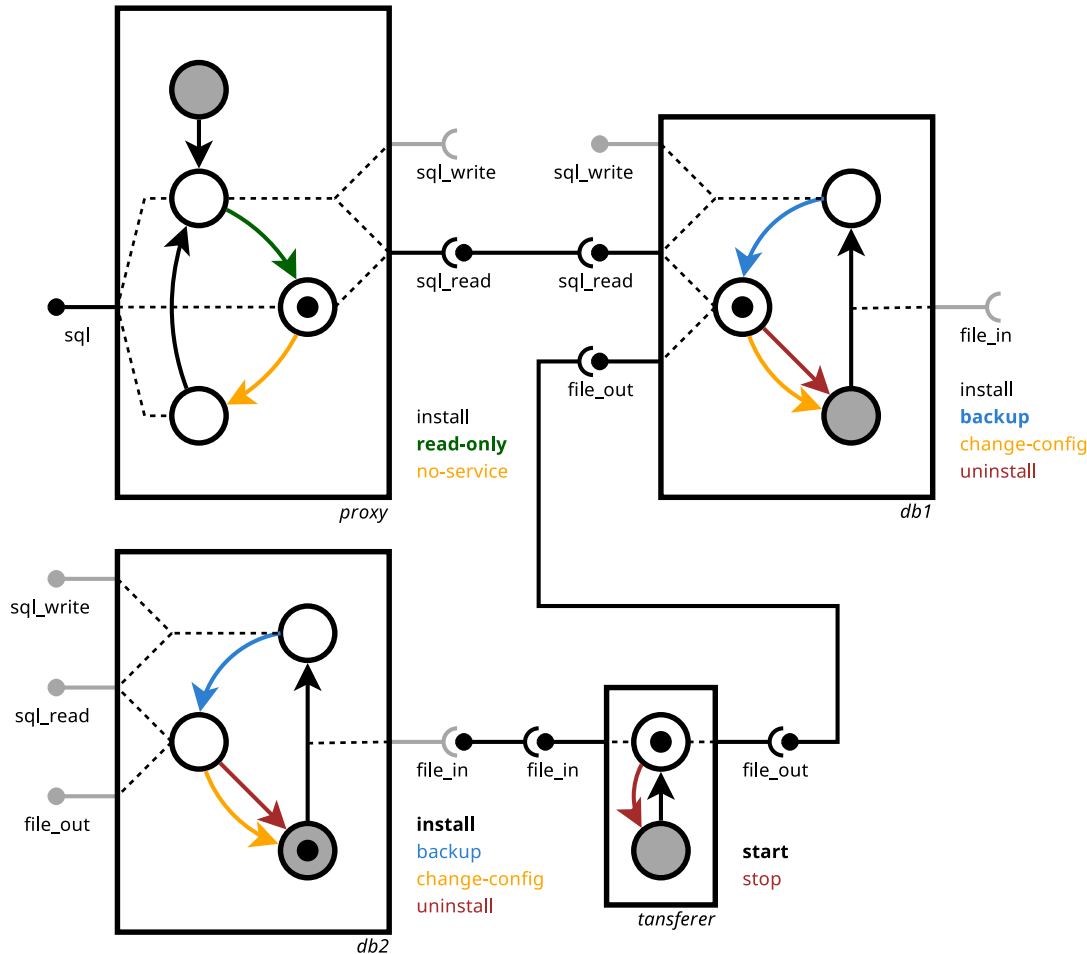 sql
sql_write
sql_read
install
read-only
no-service
proxy
sql_write
sql_read
file_out
file_in
install
backup
change-config
uninstall
db1
sql_write
sql_read
file_out
file_in
install
backup
change-config
uninstall
db2
file_in
file_out
start
stop
tansferer